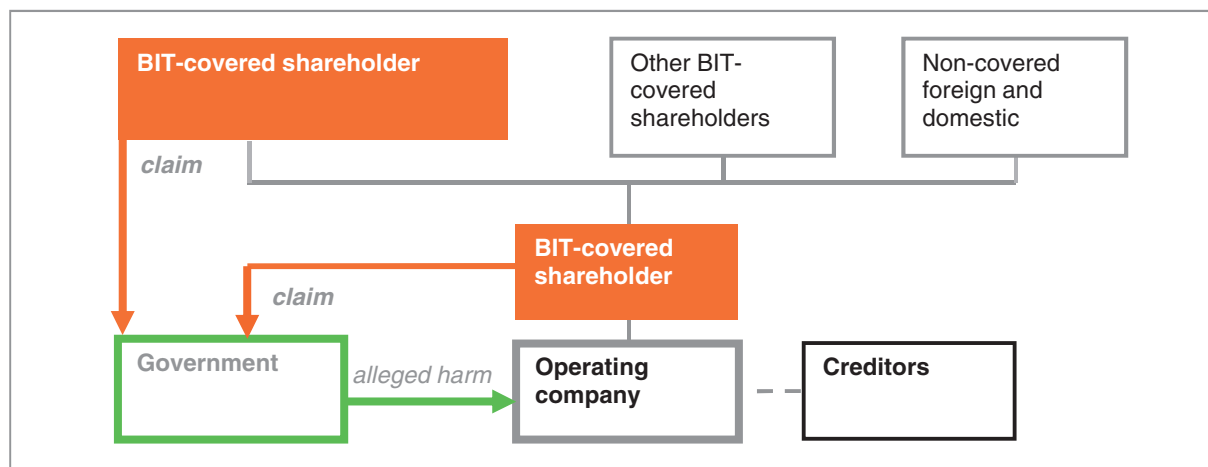 BIT-covered shareholder
Other BIT-
covered
shareholders
Non-covered
foreign and
domestic
claim
BIT-covered
shareholder
claim
Government
alleged harm
Operating
company
Creditors